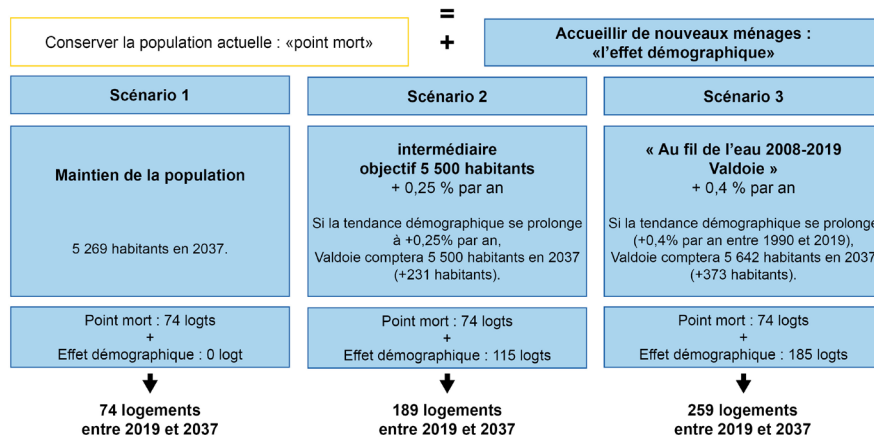 =
Conserver la population actuelle : «point mort»
+
Accueillir de nouveaux ménages :
«l'effet démographique»
Scénario 1
Maintien de la population
5 269 habitants en 2037.
Point mort : 74 logts
+
Effet démographique : 0 logt
74 logements
entre 2019 et 2037
Scénario 2
intermédiaire
objectif 5 500 habitants
+ 0,25 % par an
Si la tendance démographique se prolonge
à +0,25% par an,
Valdoie comptera 5 500 habitants en 2037
(+231 habitants).
Point mort : 74 logts
+
Effet démographique : 115 logts
189 logements
entre 2019 et 2037
Scénario 3
« Au fil de l'eau 2008-2019
Valdoie »
+ 0,4 % par an
Si la tendance démographique se prolonge
(+0,4% par an entre 1990 et 2019),
Valdoie comptera 5 642 habitants en 2037
(+373 habitants).
Point mort : 74 logts
+
Effet démographique : 185 logts
259 logements
entre 2019 et 2037